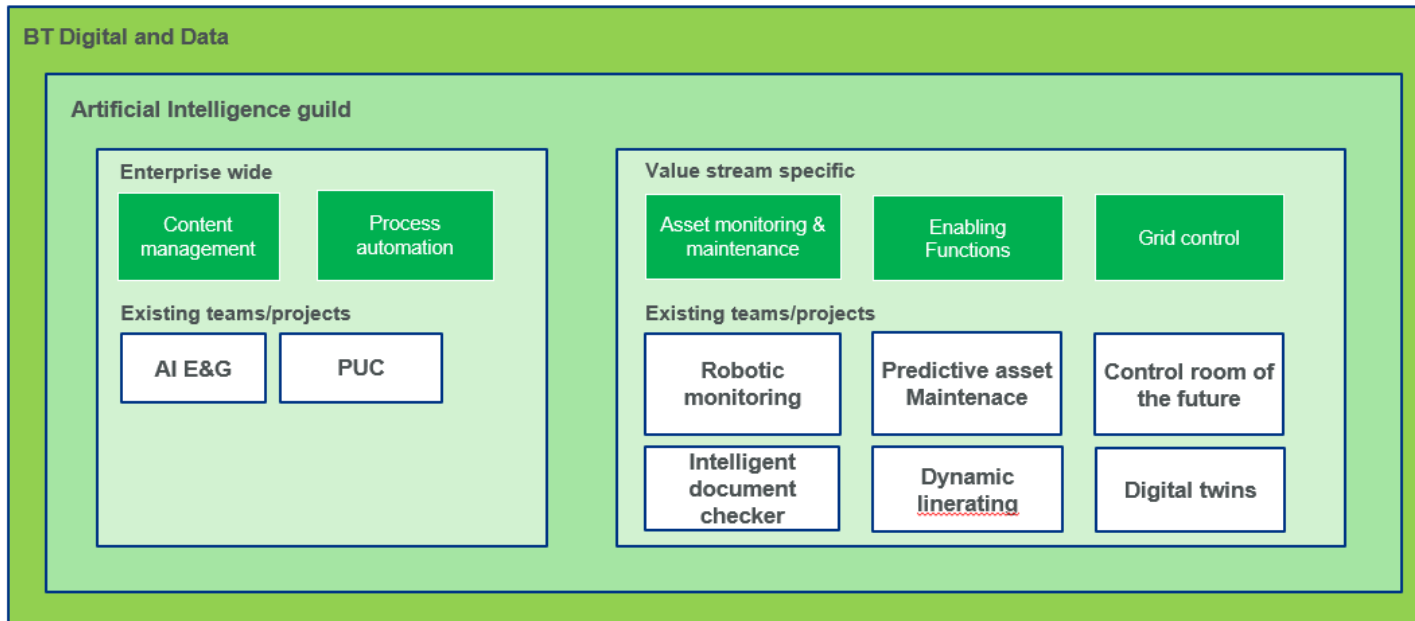 BT Digital and Data
Artificial Intelligence guild
Enterprise wide
Content
management
Process
automation
Existing teams/projects
AI E&G
PUC
Value stream specific
Asset monitoring &
maintenance
Enabling
Functions
Grid control
Existing teams/projects
Robotic
monitoring
Predictive asset
Maintenace
Control room of
the future
Intelligent
document
checker
Dynamic
linerating
Digital twins